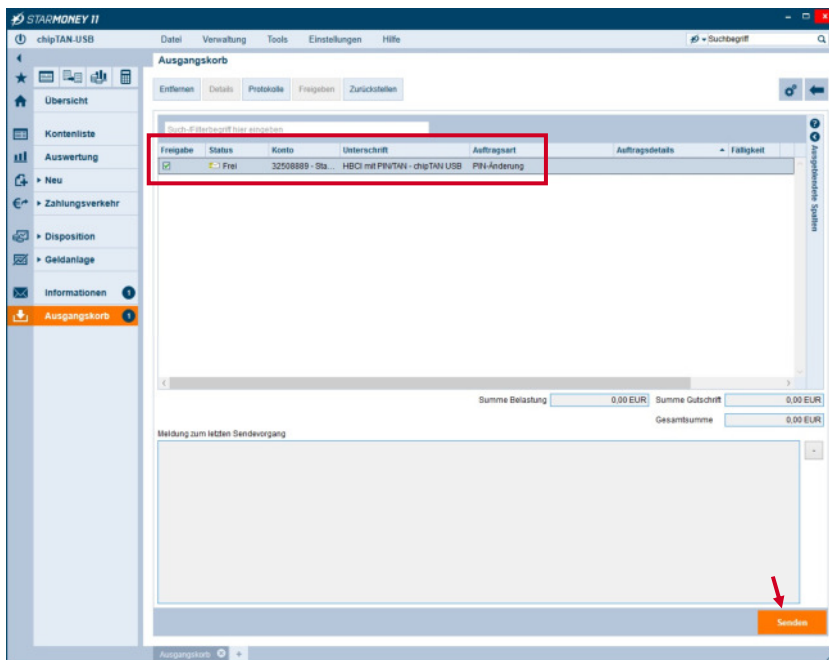 STARMONEY 11
chipTAN-USB Datei Verwaltung Tools Einstellungen Hilfe Suchbegriff
Ausgangskorb
Entfernen Details Protokolle Freigeben Zurückstellen
Übersicht
Kontenliste
Auswertung
Neu
Zahlungsverkehr
Disposition
Geldanlage
Informationen 1
Ausgangskorb 1
Such-/Filterbegriff hier eingeben
Freigabe Status Konto Unterschrift Auftragsart Auftragsdetails Fälligkeit
Frei 32508889 - Sta... HBCI mit PIN/TAN - chipTAN USB PIN-Änderung
Ausgeblendete Spalten
Summe Belastung 0,00 EUR Summe Gutschrift 0,00 EUR
Gesamtsumme 0,00 EUR
Meldung zum letzten Sendevorgang
Senden
Ausgangskorb